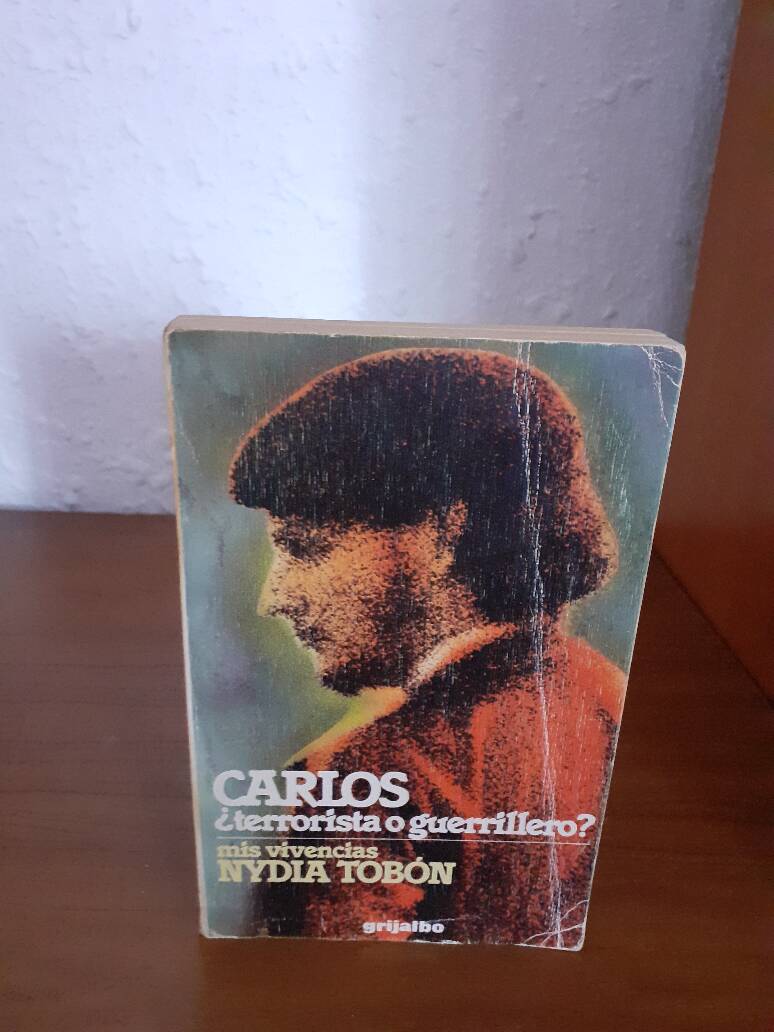 CARLOS
¿terrorista o guerrillero?
mis vivencias
NYDIA TOBÓN
grijalbo